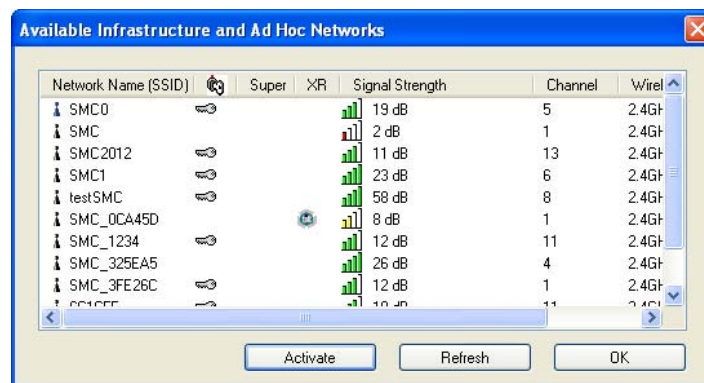 Available Infrastructure and Ad Hoc Networks
Network Name (SSID) Super XR Signal Strength Channel Wirel
SMC0 19 dB 5 2.4GH
SMC 2 dB 1 2.4GH
SMC2012 11 dB 13 2.4GH
SMC1 23 dB 6 2.4GH
testSMC 58 dB 8 2.4GH
SMC_0CA45D 8 dB 1 2.4GH
SMC_1234 12 dB 11 2.4GH
SMC_325EA5 26 dB 4 2.4GH
SMC_3FE26C 12 dB 1 2.4GH
11
Activate Refresh OK